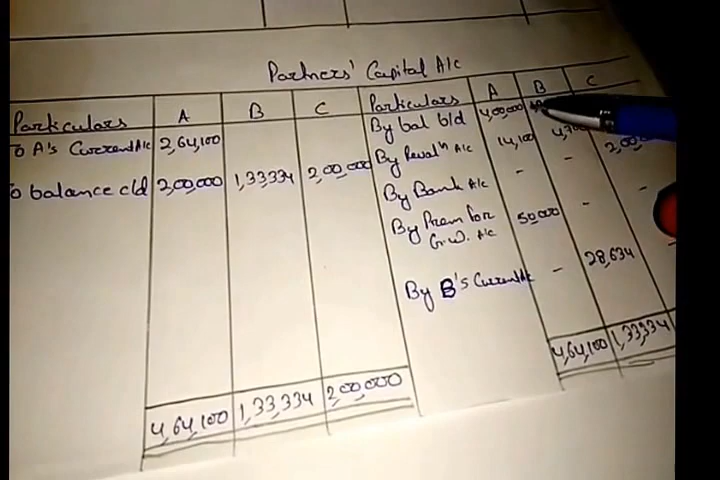 Partners' Capital A/c
Particulars A B C Particulars A B C
To A's Current A/c 2,64,100 By bal b/d 4,00,000
To balance c/d 2,00,000 1,33,334 2,00,000 By Reval" A/c 14,100
By Bank A/c - -
By Prem for G.W. A/c 50,000 - -
By B's Current A/c - 28,634
4,64,100 1,33,334 2,00,000 4,64,100 1,33,334